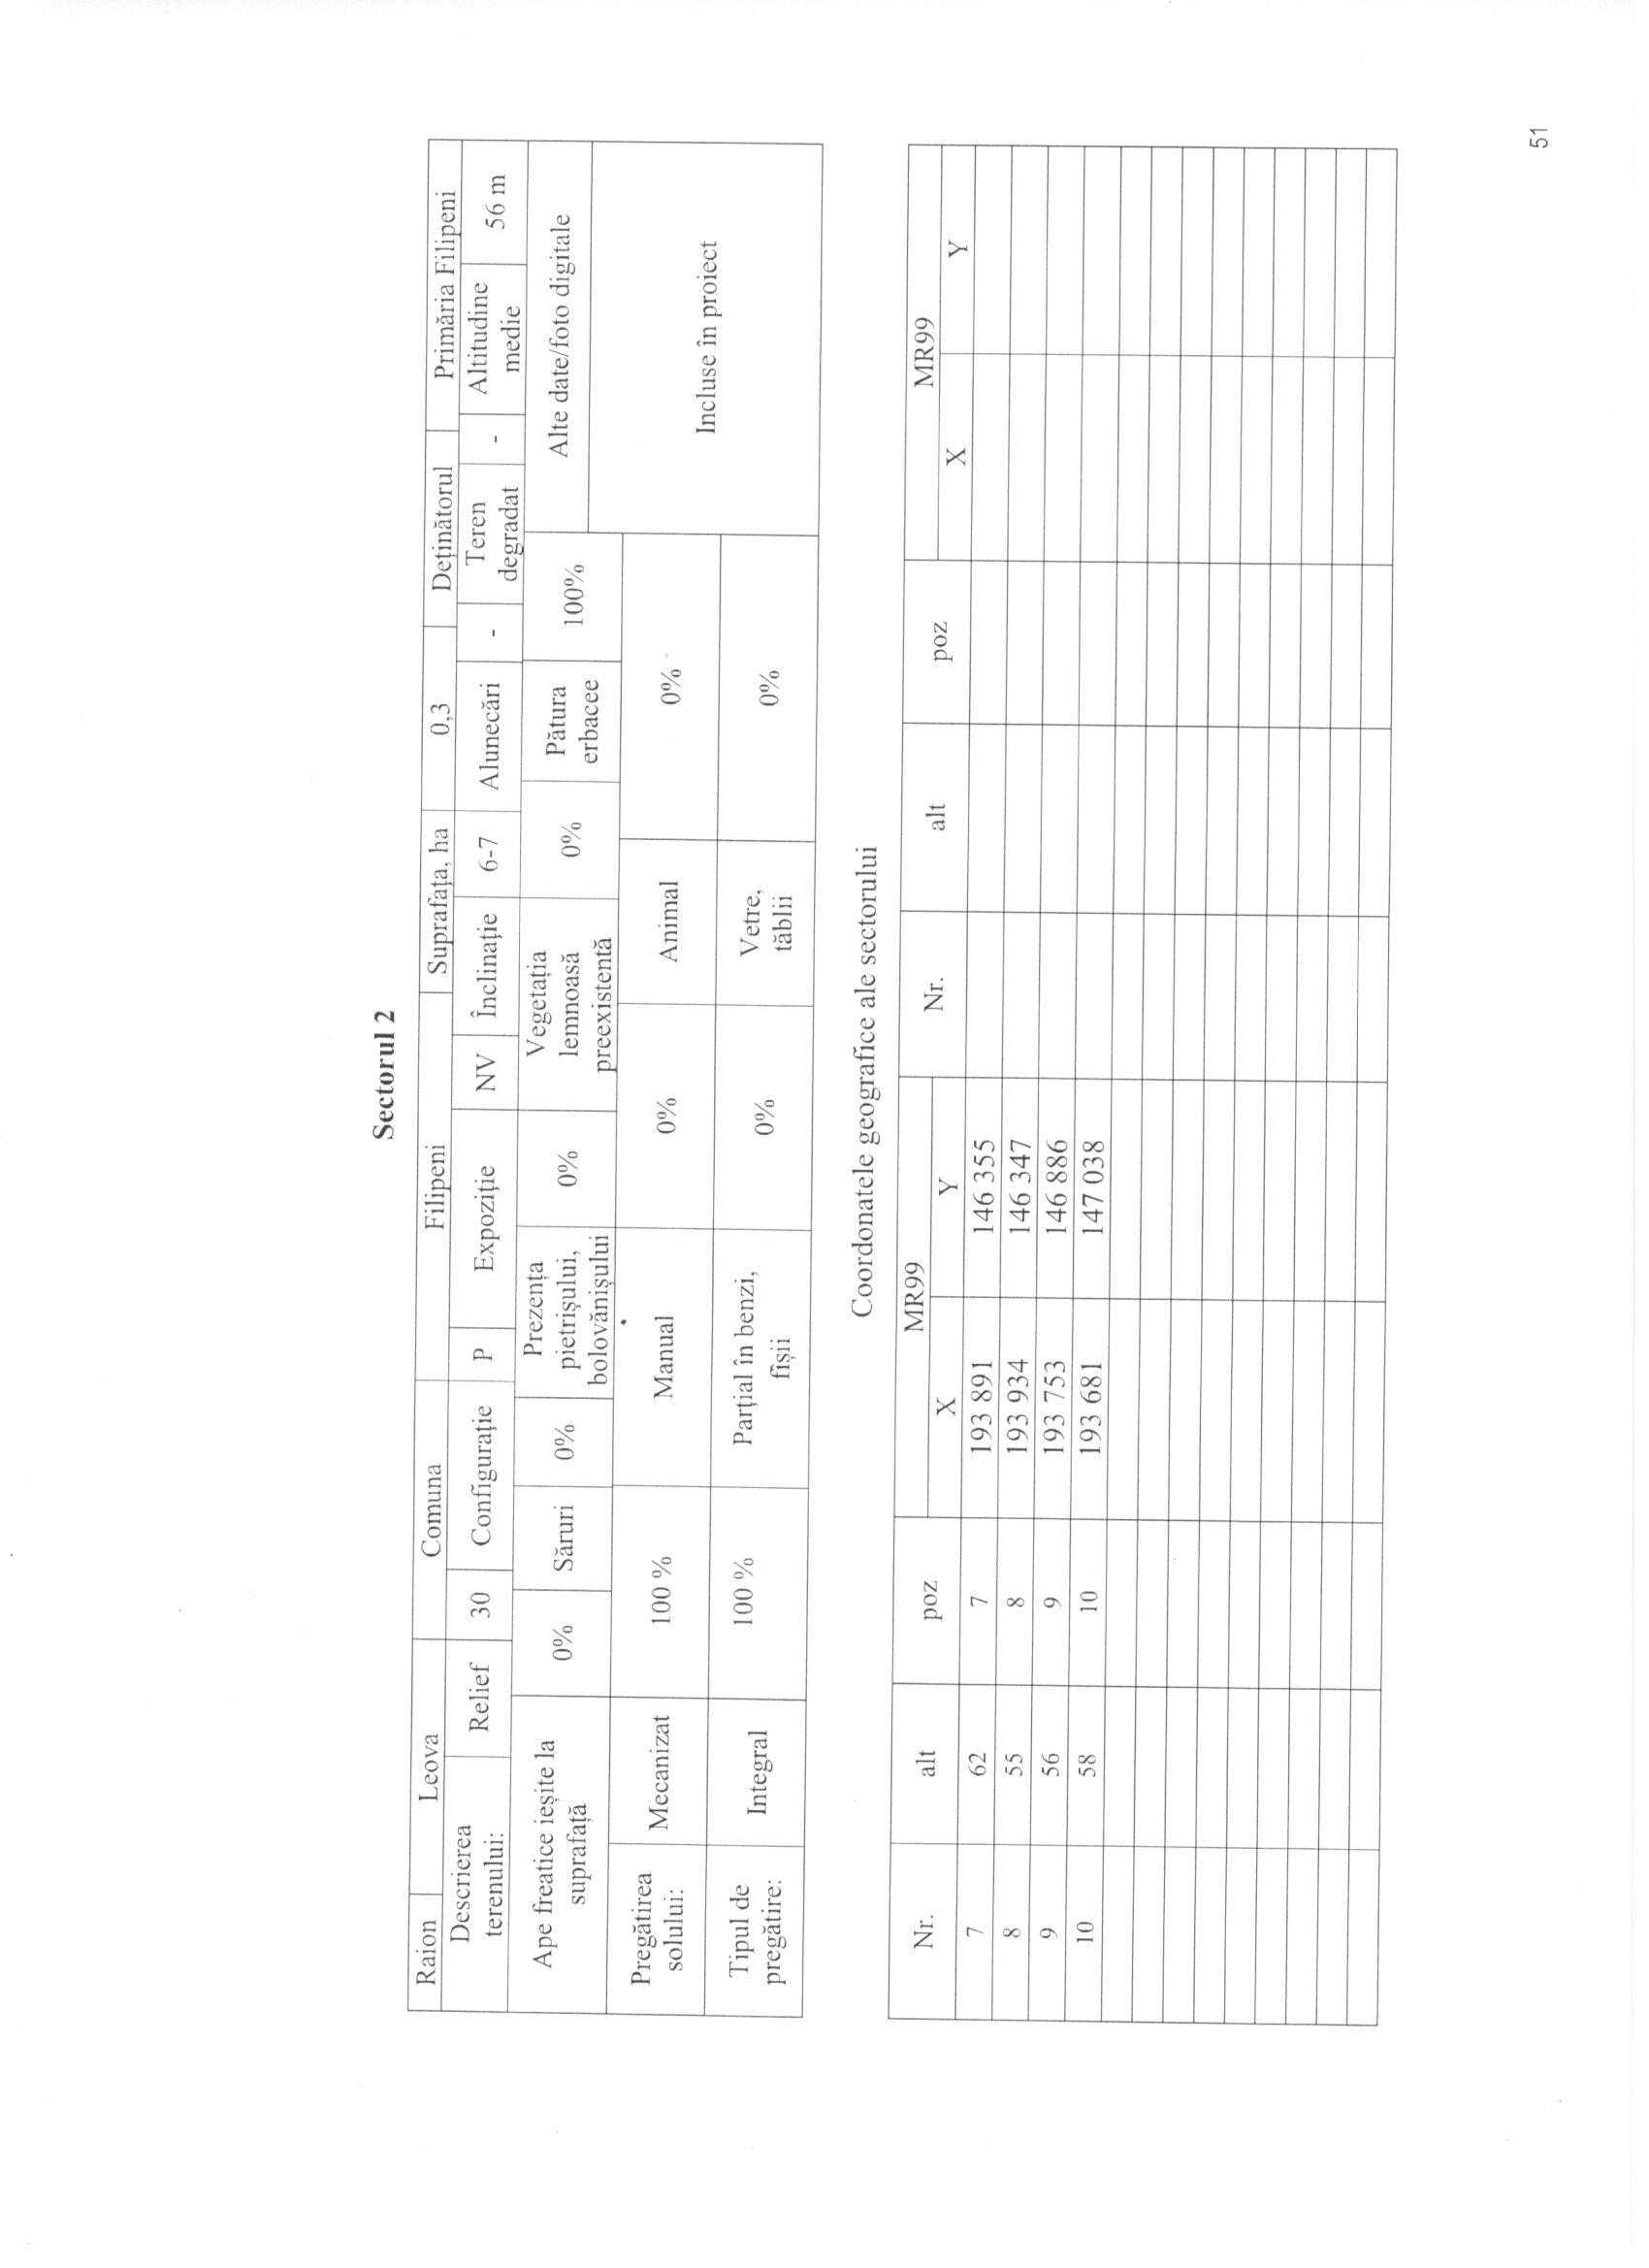 Sectorul 2
Raion Leova Comuna Filipeni Suprafața, ha 0,3 Deținătorul Primăria Filipeni
Descrierea terenului: Relief 30 Configurație P Expoziție NV Înclinație 6-7 Alunecări - Teren degradat - Altitudine medie 56 m
Ape freatice ieșite la suprafață 0% Săruri 0% Prezența pietrișului, bolovănișului 0% Vegetația lemnoasă preexistentă 0% Pătura erbacee 100% Alte date/foto digitale
Pregătirea solului: Mecanizat 100 % Manual 0% Animal 0% Incluse în proiect
Tipul de pregătire: Integral 100 % Parțial în benzi, fîșii 0% Vetre, tăblii 0%
Coordonatele geografice ale sectorului
Nr. alt poz MR99 Nr. alt poz MR99
X Y X Y
7 62 7 193 891 146 355
8 55 8 193 934 146 347
9 56 9 193 753 146 886
10 58 10 193 681 147 038
51